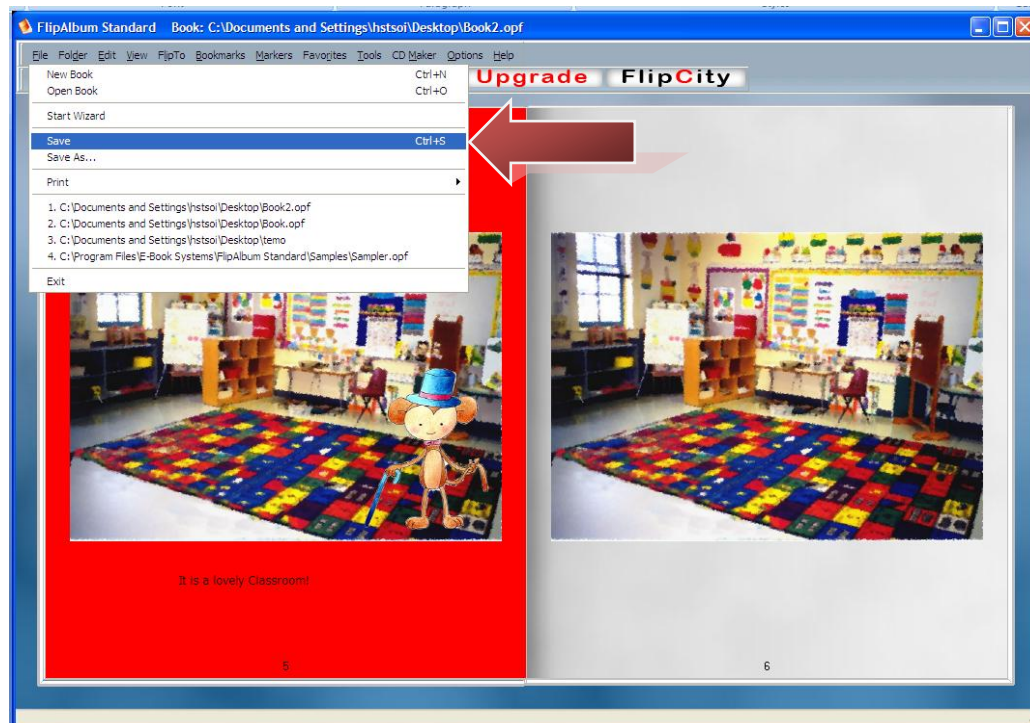 FlipAlbum Standard Book: C:\Documents and Settings\hstsoi\Desktop\Book2.opf
File Folder Edit View FlipTo Bookmarks Markers Favorites Tools CD Maker Options Help
Upgrade FlipCity
New Book Ctrl+N
Open Book Ctrl+O
Start Wizard
Save Ctrl+S
Save As...
Print
1. C:\Documents and Settings\hstsoi\Desktop\Book2.opf
2. C:\Documents and Settings\hstsoi\Desktop\Book.opf
3. C:\Documents and Settings\hstsoi\Desktop\temo
4. C:\Program Files\E-Book Systems\FlipAlbum Standard\Samples\Sampler.opf
Exit
It is a lovely Classroom!
5
6